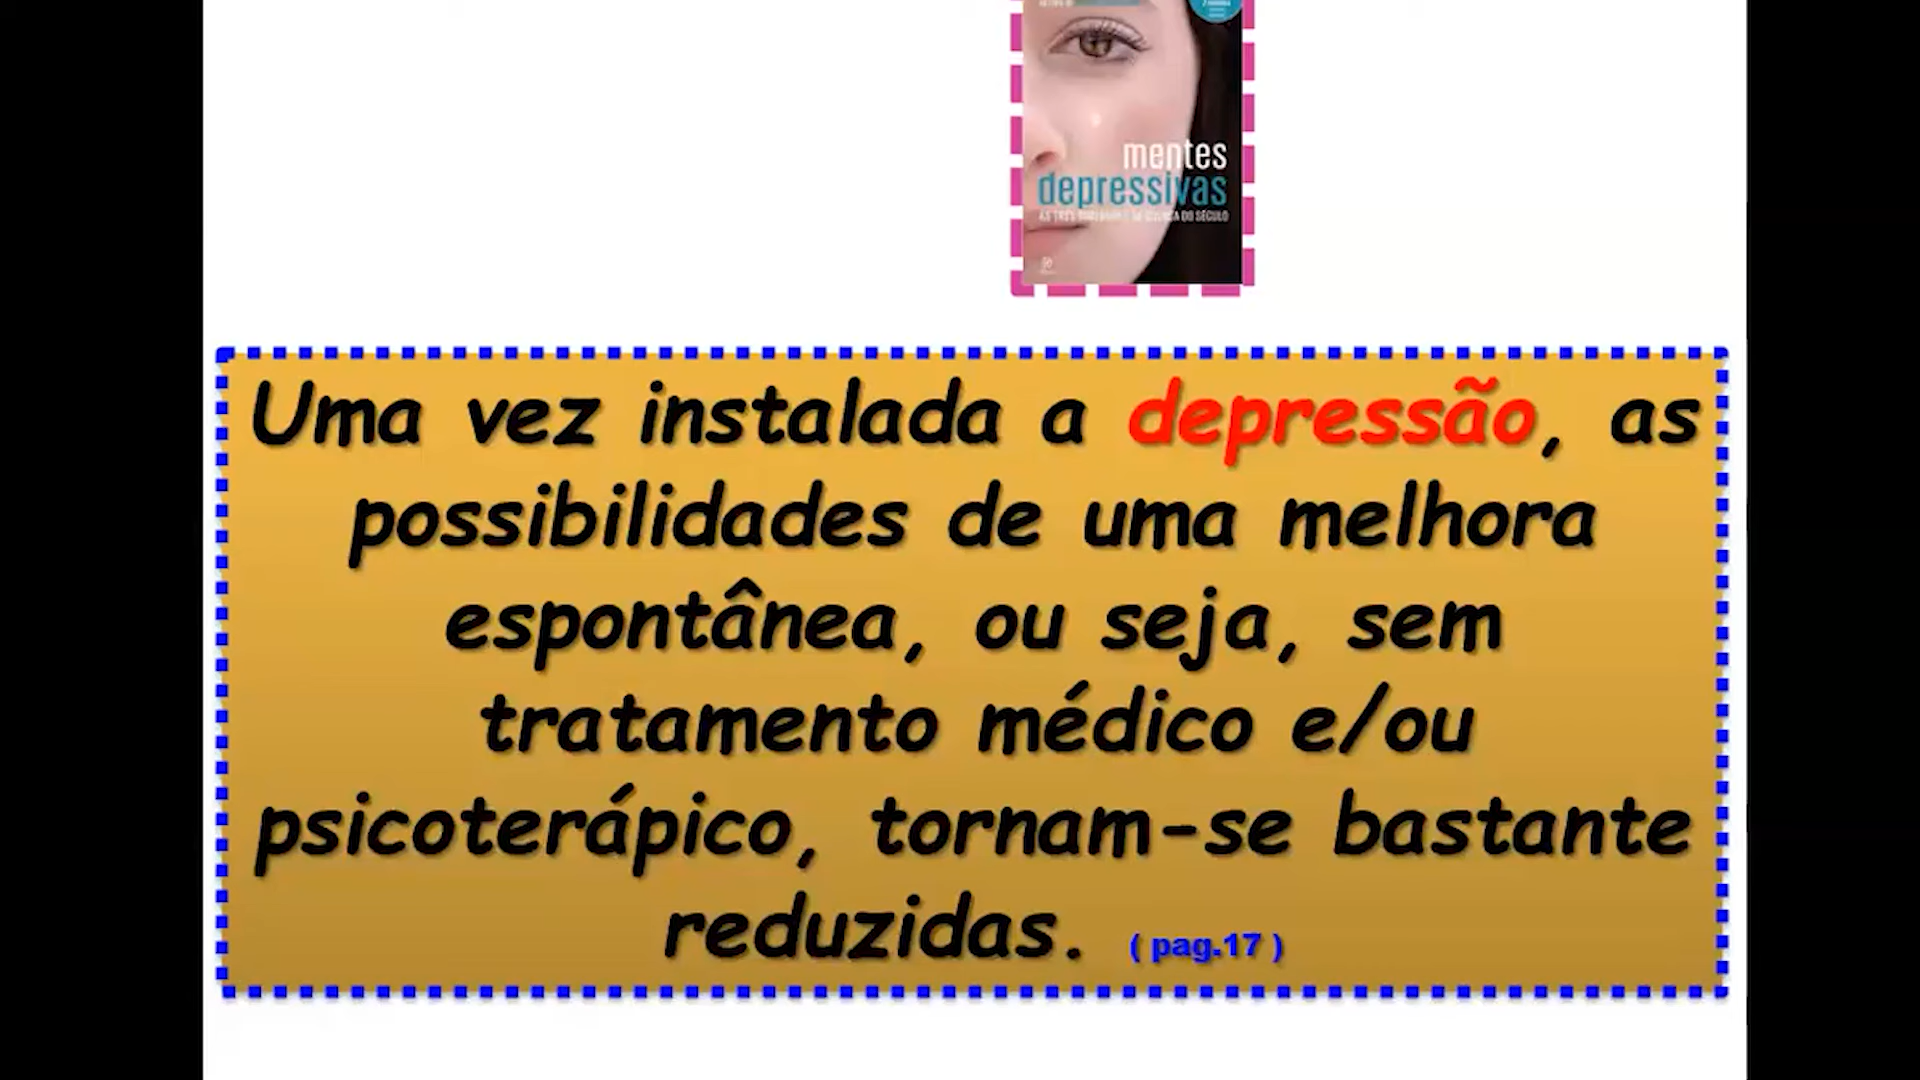 mentes
depressivas
Uma vez instalada a depressão, as
possibilidades de uma melhora
espontânea, ou seja, sem
tratamento médico e/ou
psicoterápico, tornam-se bastante
reduzidas. ( pag.17 )